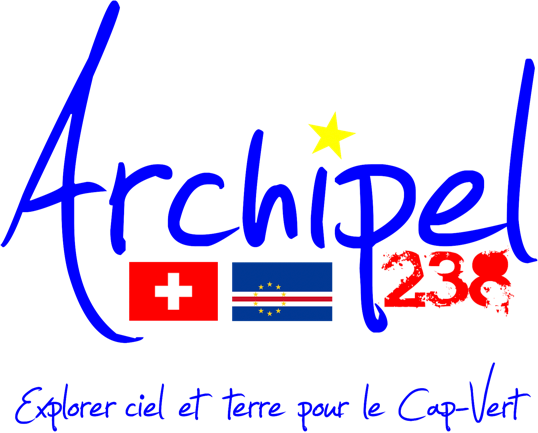 Archipel
238
Explorer ciel et terre pour le Cap-Vert